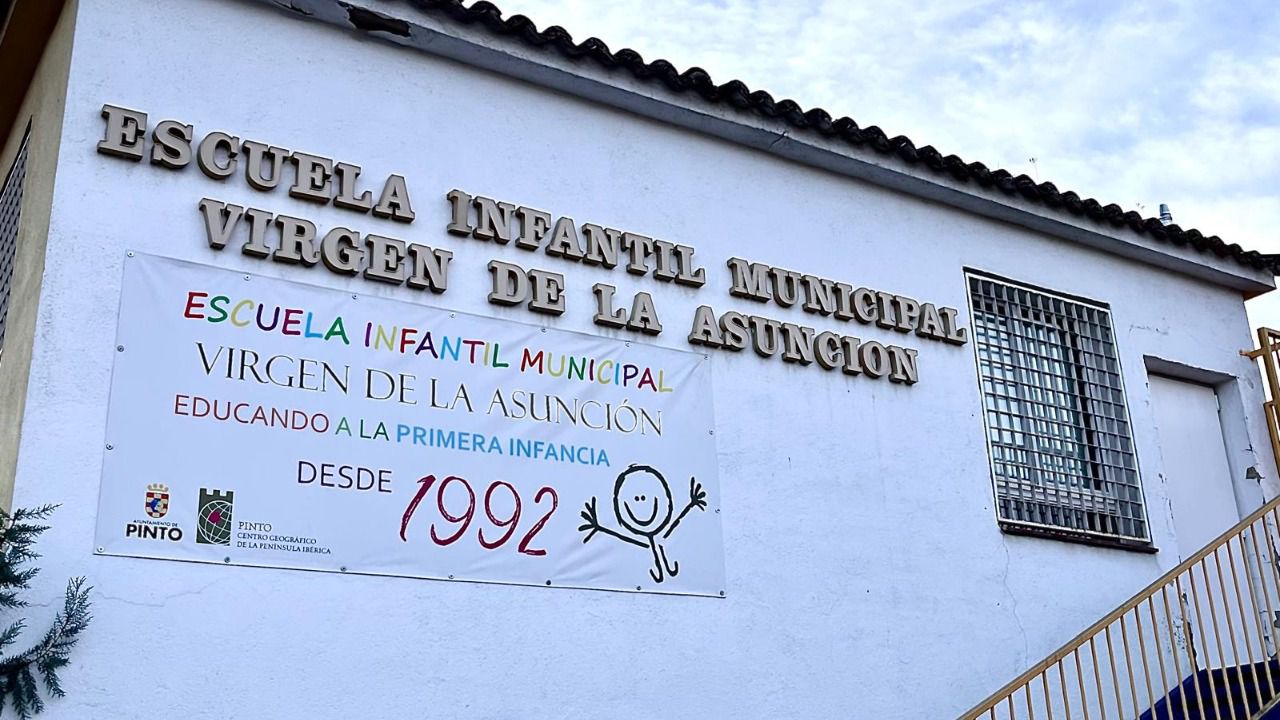 ESCUELA INFANTIL MUNICIPAL
VIRGEN DE LA ASUNCION
ESCUELA INFANTIL MUNICIPAL
VIRGEN DE LA ASUNCIÓN
EDUCANDO A LA PRIMERA INFANCIA
DESDE 1992
AYUNTAMIENTO DE
PINTO
PINTO
CENTRO GEOGRÁFICO
DE LA PENÍNSULA IBÉRICA